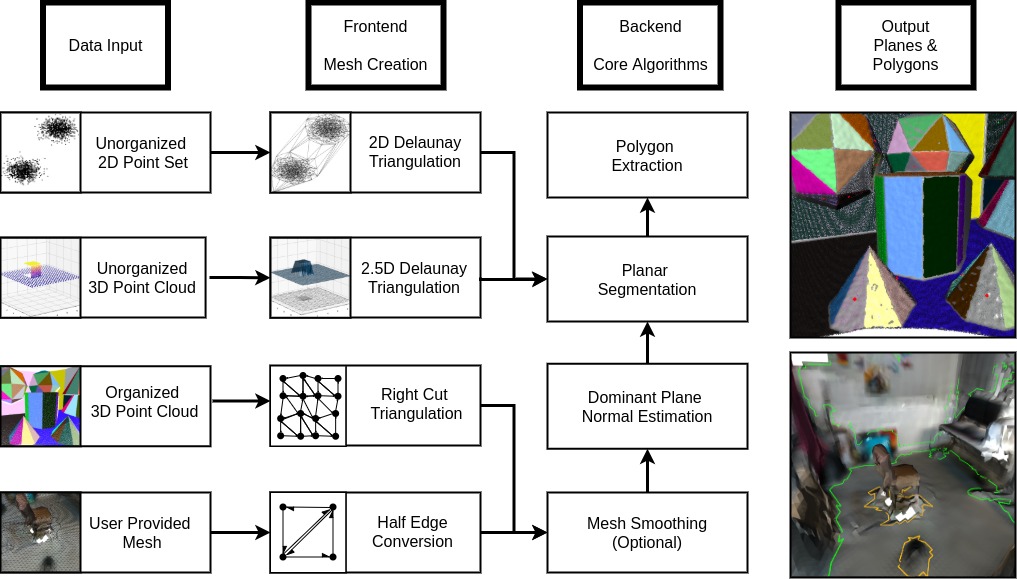 Data Input
Frontend
Mesh Creation
Backend
Core Algorithms
Output
Planes &
Polygons
Unorganized
2D Point Set
2D Delaunay
Triangulation
Polygon
Extraction
Unorganized
3D Point Cloud
2.5D Delaunay
Triangulation
Planar
Segmentation
Organized
3D Point Cloud
Right Cut
Triangulation
Dominant Plane
Normal Estimation
User Provided
Mesh
Half Edge
Conversion
Mesh Smoothing
(Optional)